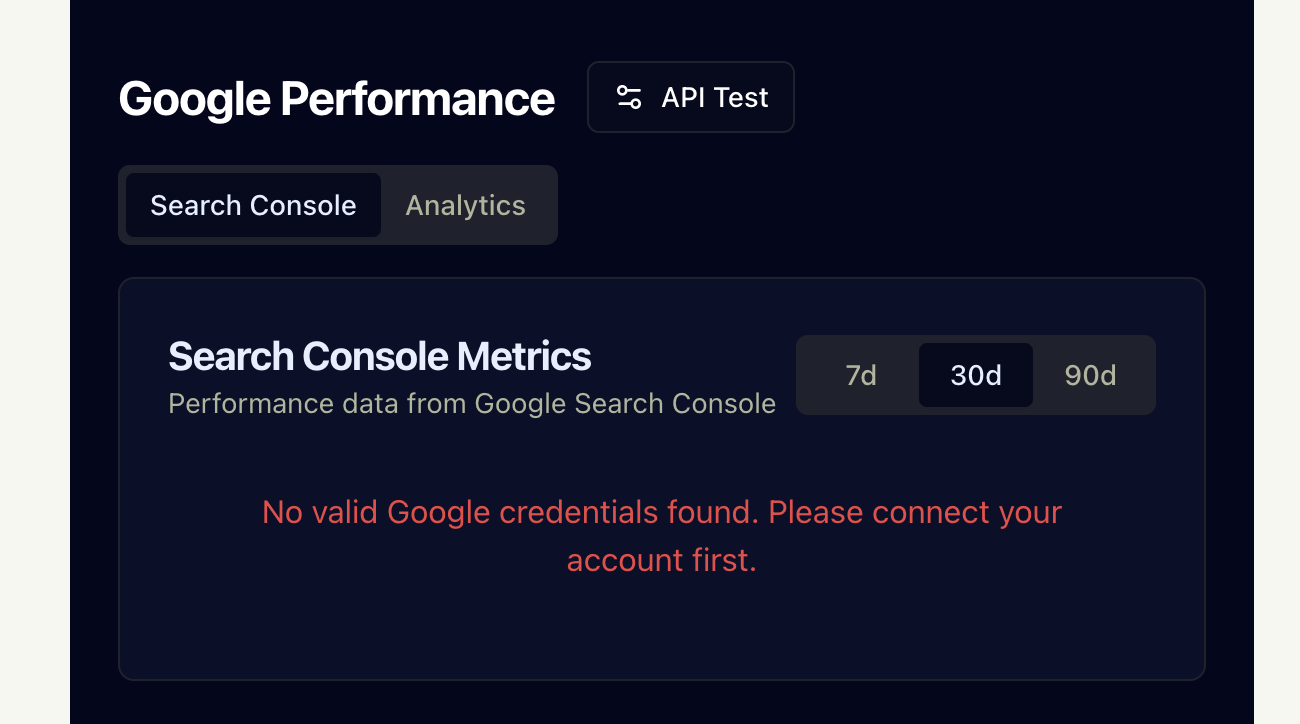 Google Performance
API Test
Search Console
Analytics
Search Console Metrics
Performance data from Google Search Console
7d
30d
90d
No valid Google credentials found. Please connect your
account first.